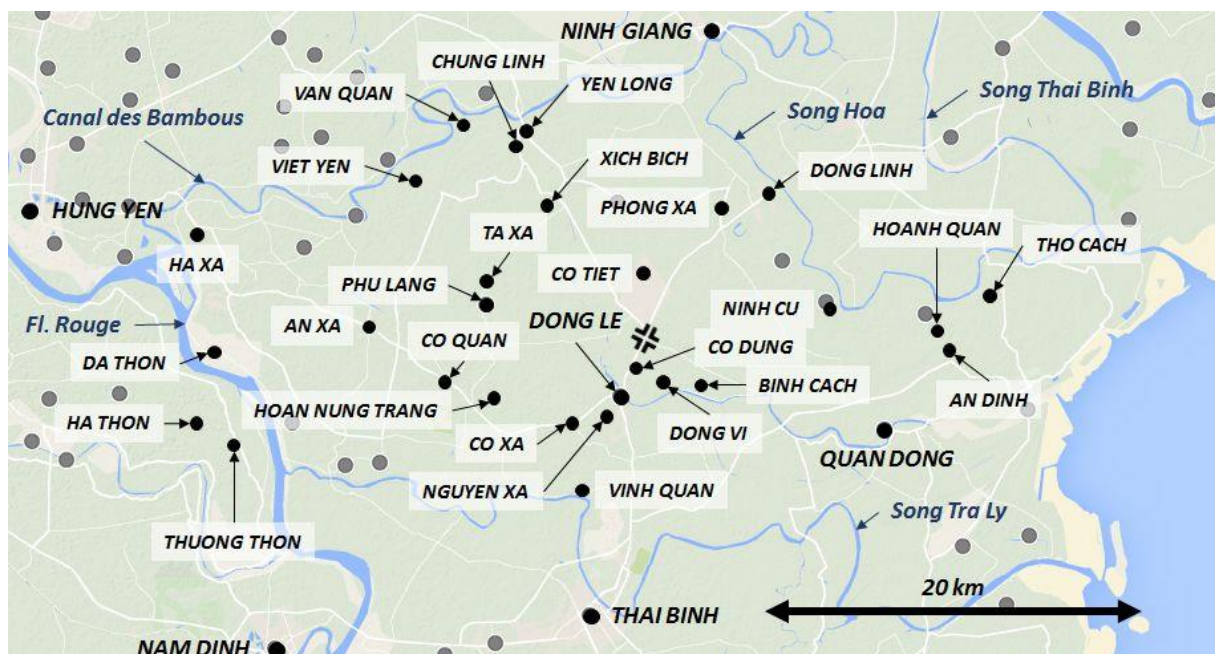 NINH GIANG
CHUNG LINH
YEN LONG
VAN QUAN
Song Thai Binh
Canal des Bambous
Song Hoa
XICH BICH
VIET YEN
DONG LINH
HUNG YEN
PHONG XA
TA XA
HOANH QUAN
THO CACH
HA XA
CO TIET
PHU LANG
NINH CU
Fl. Rouge
AN XA
CO QUAN
DONG LE
CO DUNG
DA THON
BINH CACH
AN DINH
HOAN NUNG TRANG
HA THON
CO XA
DONG VI
QUAN DONG
NGUYEN XA
VINH QUAN
Song Tra Ly
THUONG THON
20 km
THAI BINH
NAM DINH